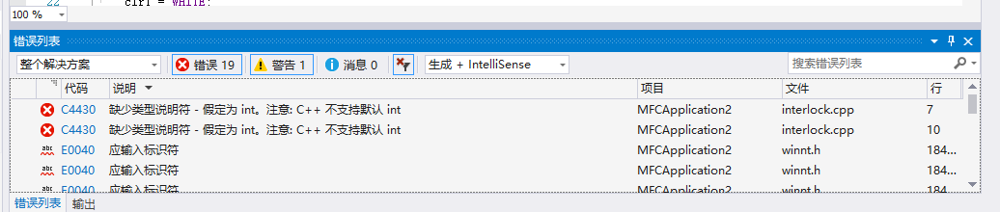 22 clrl = WHITE;
100 %
错误列表
整个解决方案 错误 19 警告 1 消息 0 生成 + IntelliSense 搜索错误列表
代码 说明 项目 文件 行
C4430 缺少类型说明符 - 假定为 int。注意: C++ 不支持默认 int MFCApplication2 interlock.cpp 7
C4430 缺少类型说明符 - 假定为 int。注意: C++ 不支持默认 int MFCApplication2 interlock.cpp 10
abc E0040 应输入标识符 MFCApplication2 winnt.h 184...
abc E0040 应输入标识符 MFCApplication2 winnt.h 184...
abc E0040 应输入标识符 MFCApplication2 winnt.h 184...
错误列表 输出